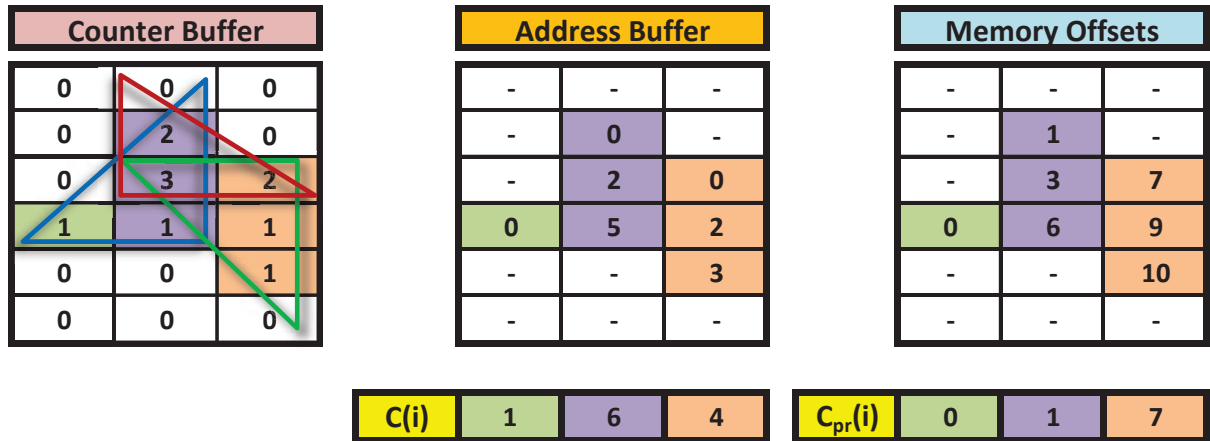 Counter Buffer Address Buffer Memory Offsets
0 0 0 - - - - - -
0 2 0 - 0 - - 1 -
0 3 2 - 2 0 - 3 7
1 1 1 0 5 2 0 6 9
0 0 1 - - 3 - - 10
0 0 0 - - - - - -
C(i) 1 6 4 Cpr(i) 0 1 7